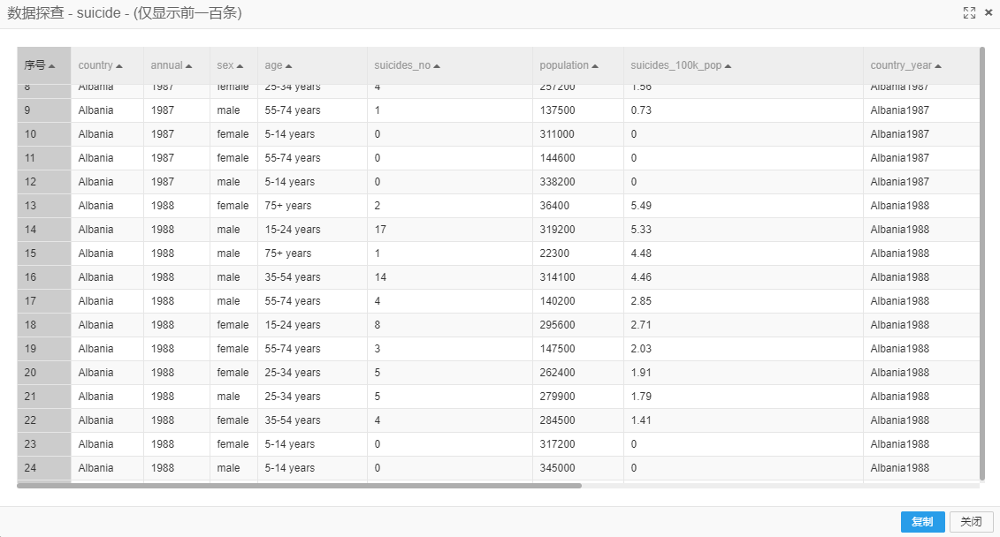 数据探查 - suicide - (仅显示前一百条)
序号 country annual sex age suicides_no population suicides_100k_pop country_year
8 Albania 1987 female 25-34 years 4 257200 1.56 Albania1987
9 Albania 1987 male 55-74 years 1 137500 0.73 Albania1987
10 Albania 1987 female 5-14 years 0 311000 0 Albania1987
11 Albania 1987 female 55-74 years 0 144600 0 Albania1987
12 Albania 1987 male 5-14 years 0 338200 0 Albania1987
13 Albania 1988 female 75+ years 2 36400 5.49 Albania1988
14 Albania 1988 male 15-24 years 17 319200 5.33 Albania1988
15 Albania 1988 male 75+ years 1 22300 4.48 Albania1988
16 Albania 1988 male 35-54 years 14 314100 4.46 Albania1988
17 Albania 1988 male 55-74 years 4 140200 2.85 Albania1988
18 Albania 1988 female 15-24 years 8 295600 2.71 Albania1988
19 Albania 1988 female 55-74 years 3 147500 2.03 Albania1988
20 Albania 1988 female 25-34 years 5 262400 1.91 Albania1988
21 Albania 1988 male 25-34 years 5 279900 1.79 Albania1988
22 Albania 1988 female 35-54 years 4 284500 1.41 Albania1988
23 Albania 1988 female 5-14 years 0 317200 0 Albania1988
24 Albania 1988 male 5-14 years 0 345000 0 Albania1988
复制 关闭